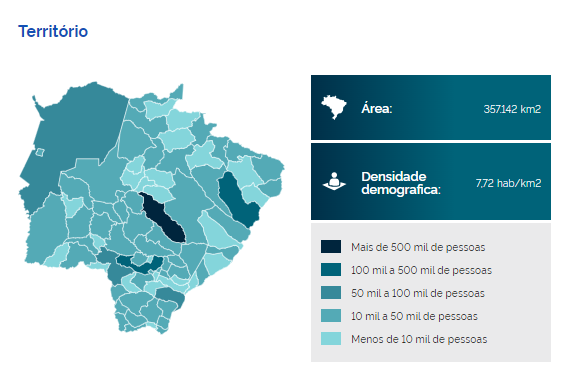 Território
Área:
357.142 km2
Densidade
demografica:
7,72 hab/km2
Mais de 500 mil de pessoas
100 mil a 500 mil de pessoas
50 mil a 100 mil de pessoas
10 mil a 50 mil de pessoas
Menos de 10 mil de pessoas